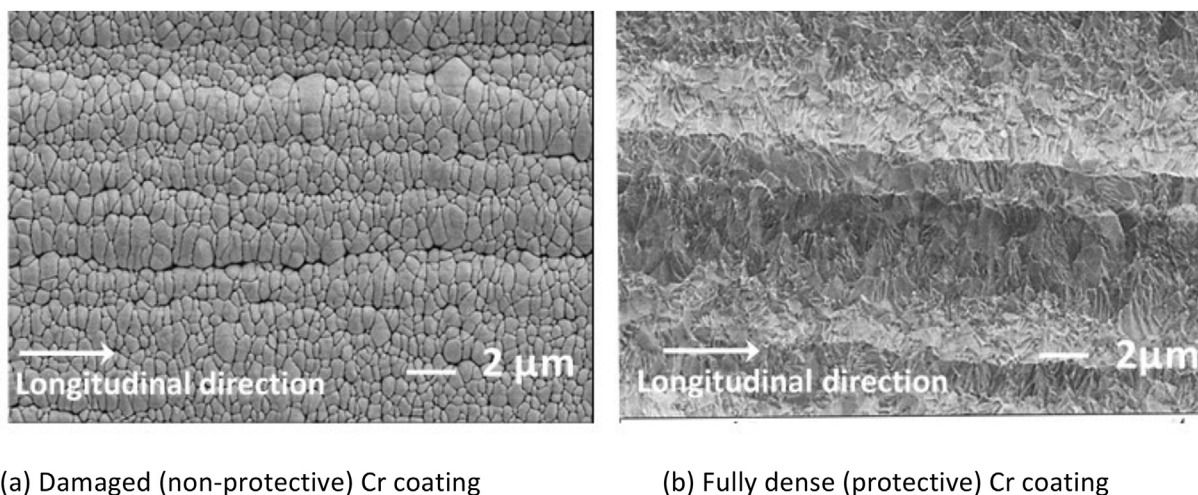 Longitudinal direction
2 µm
Longitudinal direction
2µm
(a) Damaged (non-protective) Cr coating
(b) Fully dense (protective) Cr coating